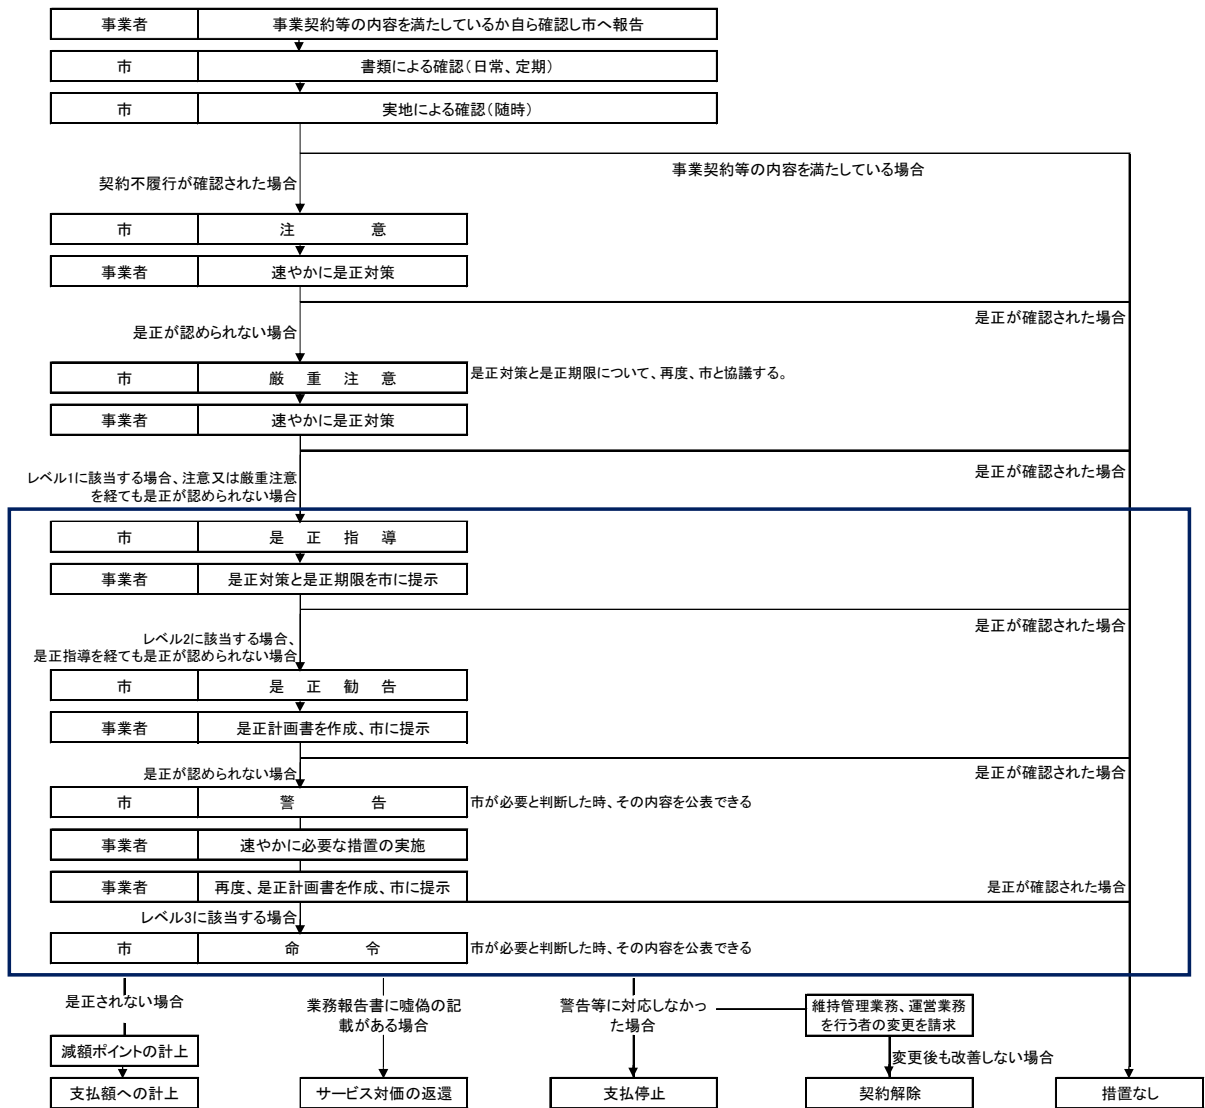 事業者 事業契約等の内容を満たしているか自ら確認し市へ報告
市 書類による確認（日常、定期）
市 実地による確認（随時）
事業契約等の内容を満たしている場合
契約不履行が確認された場合
市 注 意
事業者 速やかに是正対策
是正が確認された場合
是正が認められない場合
市 厳 重 注 意 是正対策と是正期限について、再度、市と協議する。
事業者 速やかに是正対策
レベル1に該当する場合、注意又は厳重注意
を経ても是正が認められない場合
是正が確認された場合
市 是 正 指 導
事業者 是正対策と是正期限を市に提示
是正が確認された場合
レベル2に該当する場合、
是正指導を経ても是正が認められない場合
市 是 正 勧 告
事業者 是正計画書を作成、市に提示
是正が認められない場合
是正が確認された場合
市 警 告 市が必要と判断した時、その内容を公表できる
事業者 速やかに必要な措置の実施
事業者 再度、是正計画書を作成、市に提示
是正が確認された場合
レベル3に該当する場合
市 命 令 市が必要と判断した時、その内容を公表できる
是正されない場合
減額ポイントの計上
支払額への計上
業務報告書に嘘偽の記
載がある場合
サービス対価の返還
警告等に対応しなかっ
た場合
支払停止
維持管理業務、運営業務
を行う者の変更を請求
変更後も改善しない場合
契約解除
措置なし